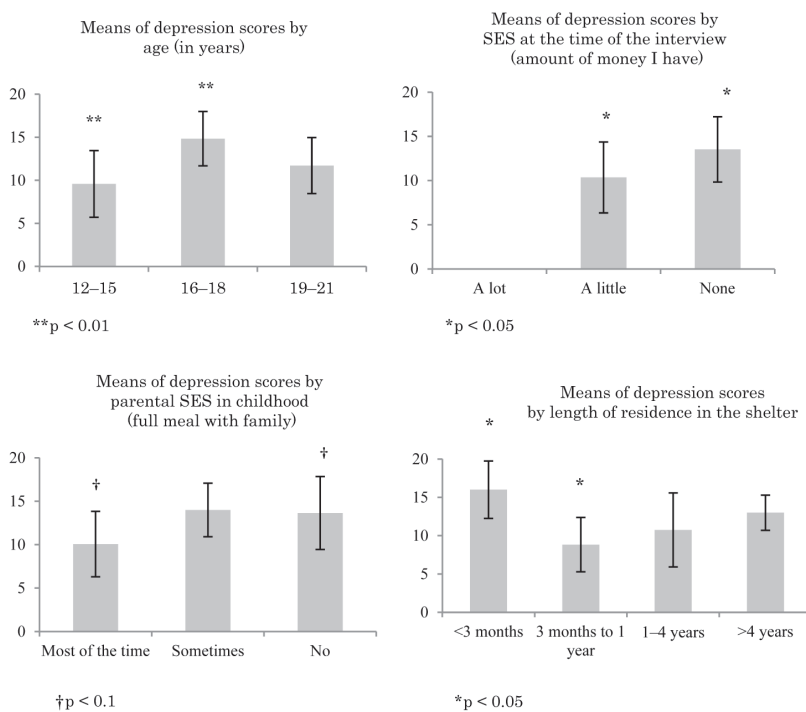 Means of depression scores by
age (in years)
20
15
10
5
0
**
**
12–15
16–18
19–21
**p < 0.01
Means of depression scores by
SES at the time of the interview
(amount of money I have)
20
15
10
5
0
*
*
A lot
A little
None
*p < 0.05
Means of depression scores by
parental SES in childhood
(full meal with family)
20
15
10
5
0
†
†
Most of the time
Sometimes
No
†p < 0.1
Means of depression scores
by length of residence in the shelter
20
15
10
5
0
*
*
<3 months
3 months to 1
year
1–4 years
>4 years
*p < 0.05